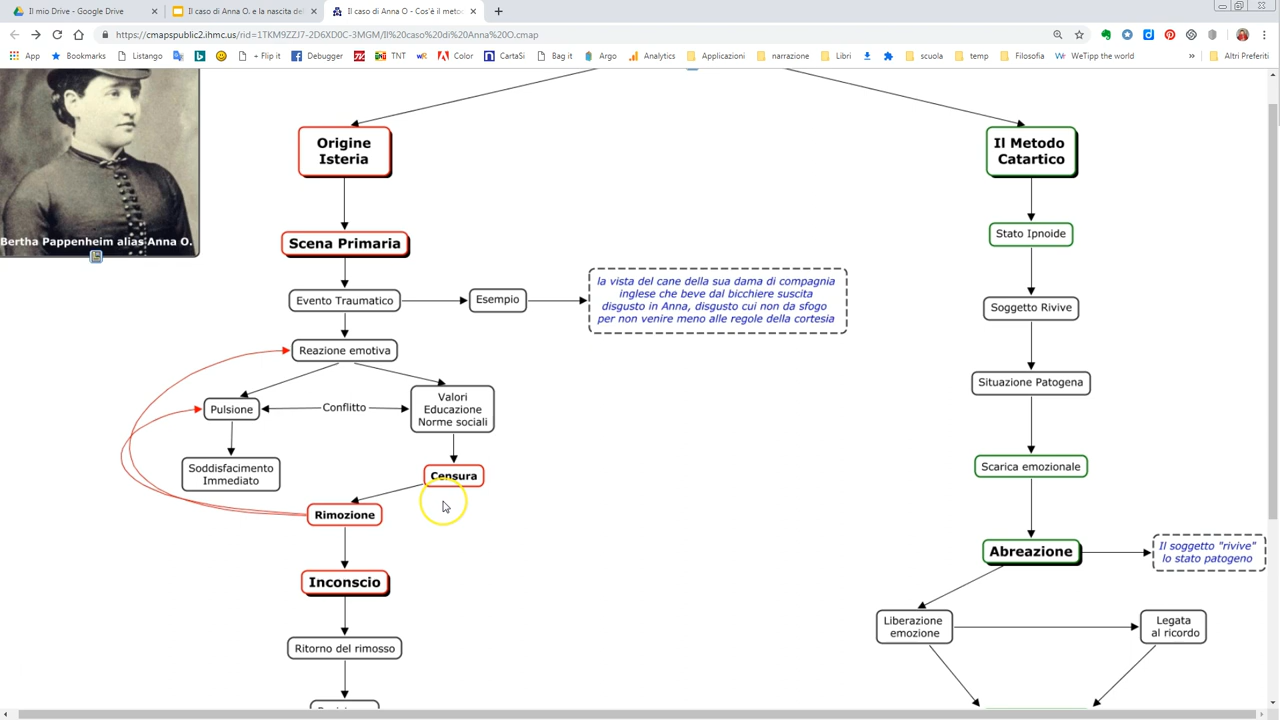 Il mio Drive - Google Drive
Il caso di Anna O. e la nascita del
Il caso di Anna O - Cos'è il meto
https://cmapspublic2.ihmc.us/rid=1TKM9ZZJ7-2D6XD0C-3MGM/Il%20caso%20di%20Anna%20O.cmap
App
Bookmarks
Listango
+ Flip it
Debugger
TNT
Color
CartaSi
Bag it
Argo
Analytics
Applicazioni
narrazione
Libri
scuola
temp
Filosofia
WeTipp the world
»
Altri Preferiti
Bertha Pappenheim alias Anna O.
Origine
Isteria
Scena Primaria
Evento Traumatico
Esempio
la vista del cane della sua dama di compagnia
inglese che beve dal bicchiere suscita
disgusto in Anna, disgusto cui non da sfogo
per non venire meno alle regole della cortesia
Reazione emotiva
Pulsione
Conflitto
Valori
Educazione
Norme sociali
Soddisfacimento
Immediato
Censura
Rimozione
Inconscio
Ritorno del rimosso
Il Metodo
Catartico
Stato Ipnoide
Soggetto Rivive
Situazione Patogena
Scarica emozionale
Abreazione
Il soggetto "rivive"
lo stato patogeno
Liberazione
emozione
Legata
al ricordo